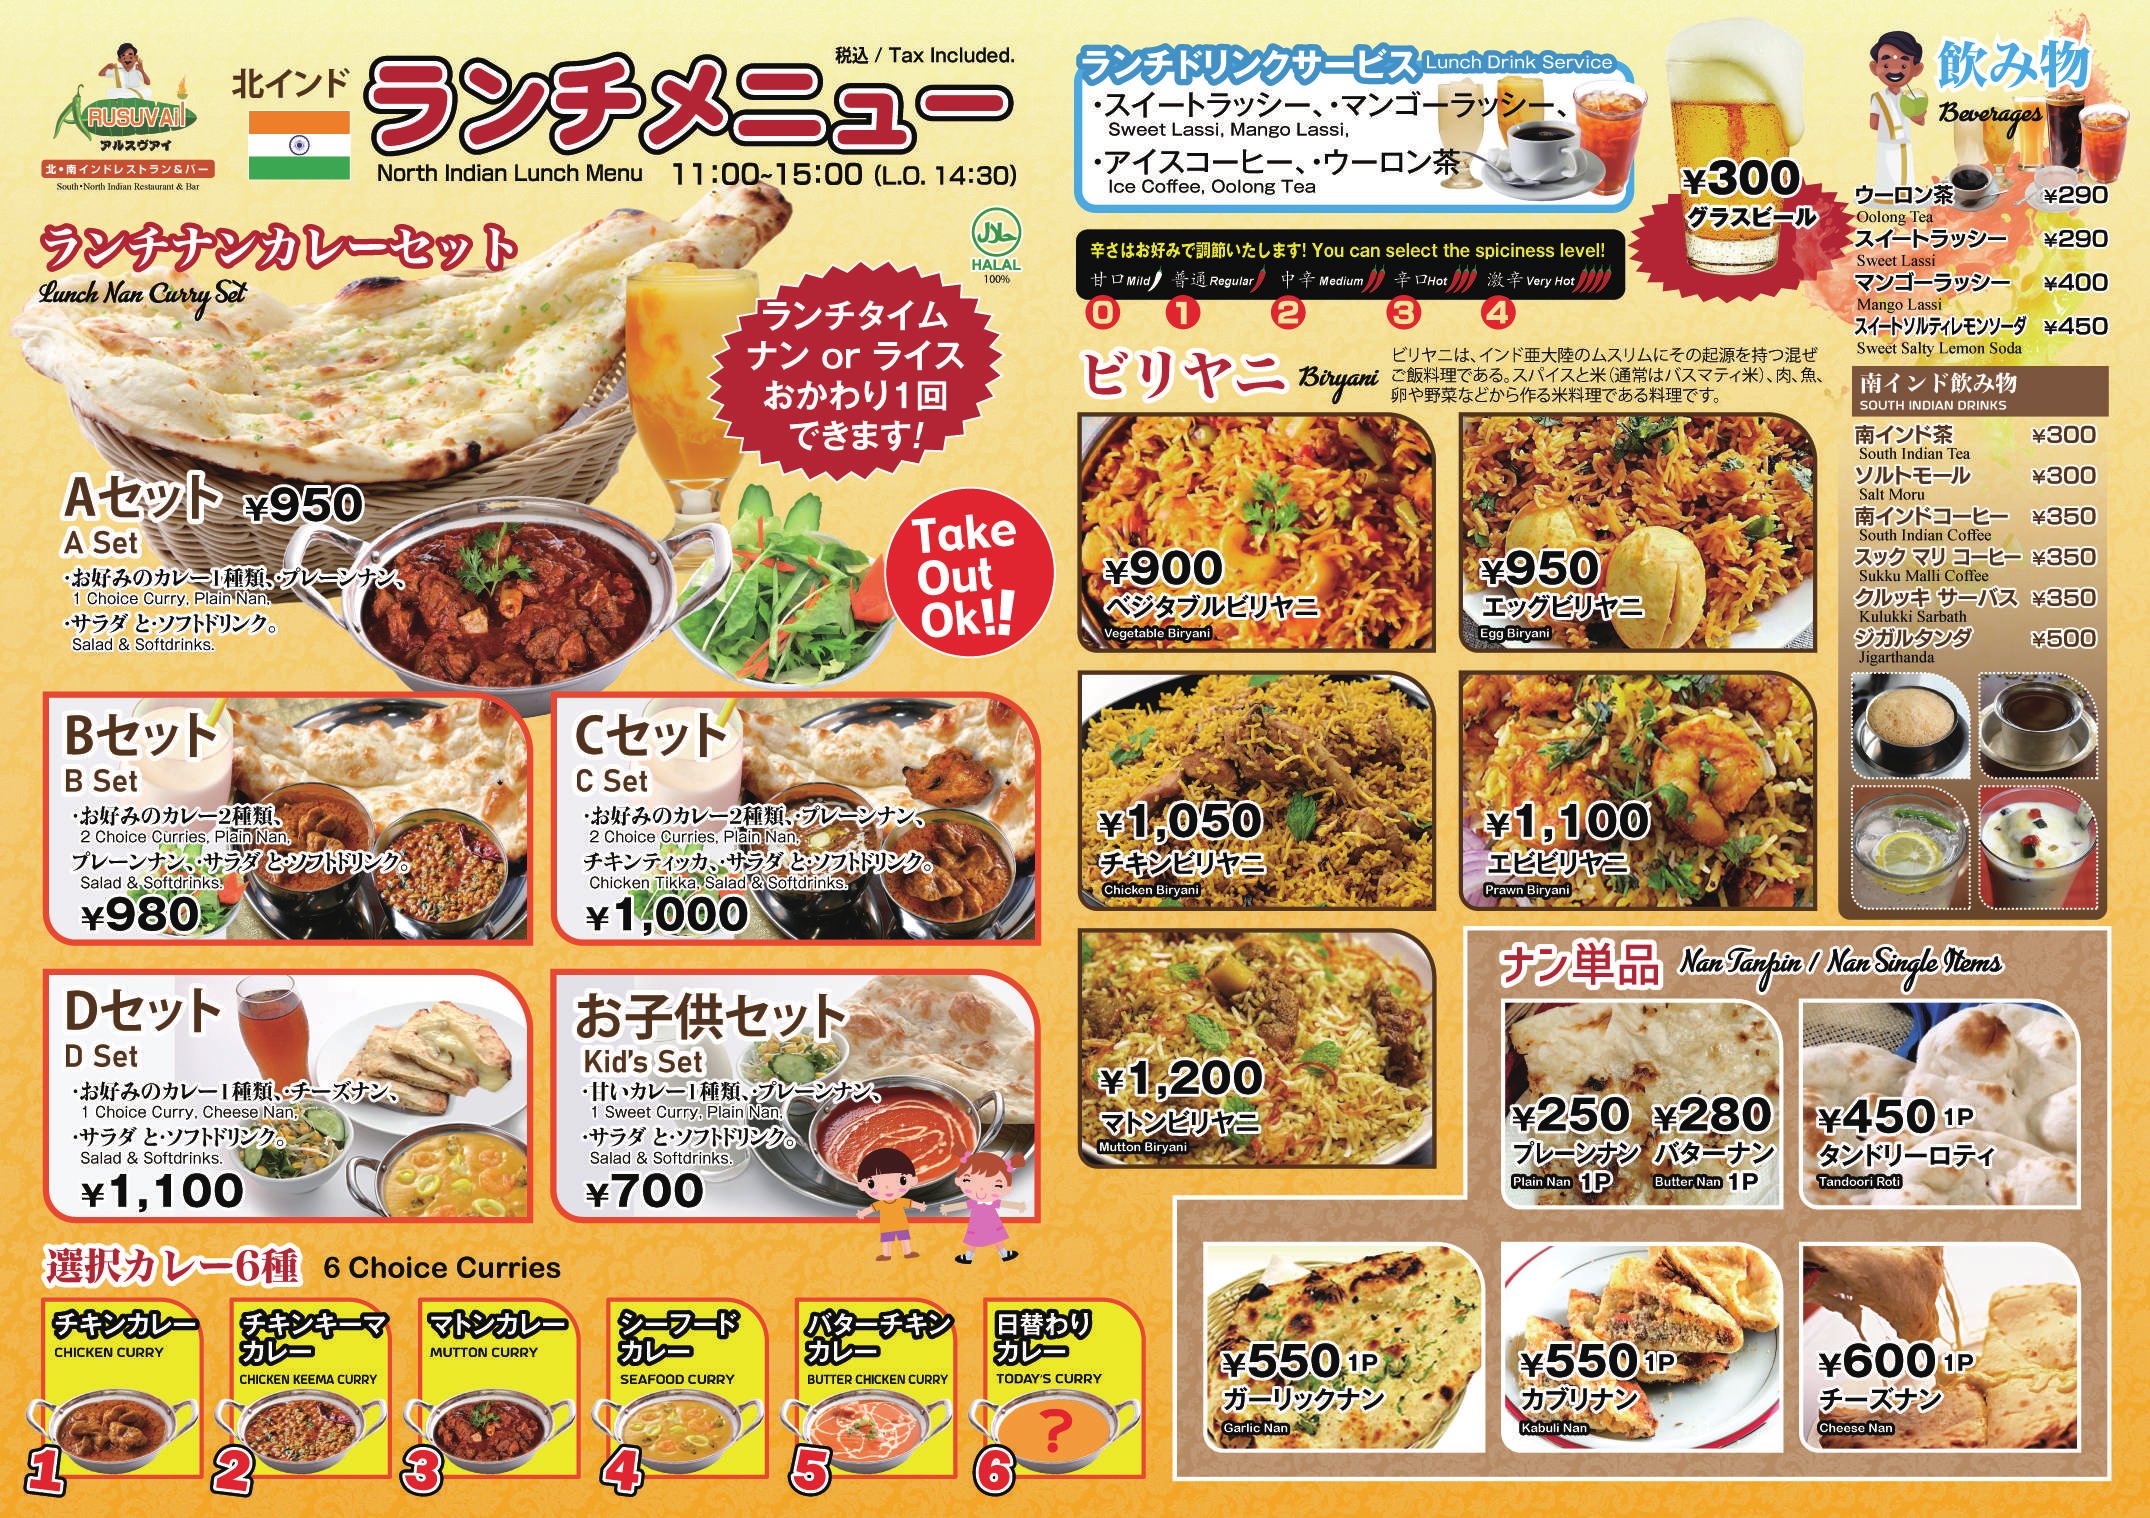 ARUSUVAiL
アルスヴァイ
北・南インドレストラン&バー
South・North Indian Restaurant & Bar
北インド
ランチメニュー
税込 / Tax Included.
North Indian Lunch Menu 11:00~15:00 (L.O. 14:30)
ランチナンカレーセット
Lunch Nan Curry Set
حلال
HALAL
100%
ランチタイム
ナン or ライス
おかわり1回
できます!
Aセット ¥950
A Set
・お好みのカレー1種類、・プレーンナン、
1 Choice Curry, Plain Nan,
・サラダ と・ソフトドリンク。
Salad & Softdrinks.
Take
Out
Ok!!
Bセット
B Set
・お好みのカレー2種類、
2 Choice Curries, Plain Nan,
プレーンナン、・サラダ と・ソフトドリンク。
Salad & Softdrinks.
¥980
Cセット
C Set
・お好みのカレー2種類、・プレーンナン、
2 Choice Curries, Plain Nan,
チキンティッカ、・サラダ と・ソフトドリンク。
Chicken Tikka, Salad & Softdrinks.
¥1,000
Dセット
D Set
・お好みのカレー1種類、・チーズナン、
1 Choice Curry, Cheese Nan,
・サラダ と・ソフトドリンク。
Salad & Softdrinks.
¥1,100
お子供セット
Kid's Set
・甘いカレー1種類、・プレーンナン、
1 Sweet Curry, Plain Nan,
・サラダ と・ソフトドリンク。
Salad & Softdrinks.
¥700
選択カレー6種 6 Choice Curries
チキンカレー
CHICKEN CURRY
1
チキンキーマ
カレー
CHICKEN KEEMA CURRY
2
マトンカレー
MUTTON CURRY
3
シーフード
カレー
SEAFOOD CURRY
4
バターチキン
カレー
BUTTER CHICKEN CURRY
5
日替わり
カレー
TODAY'S CURRY
?
6
ランチドリンクサービス Lunch Drink Service
・スイートラッシー、・マンゴーラッシー、
Sweet Lassi, Mango Lassi,
・アイスコーヒー、・ウーロン茶
Ice Coffee, Oolong Tea
¥300
グラスビール
辛さはお好みで調節いたします! You can select the spiciness level!
甘口 Mild 普通 Regular 中辛 Medium 辛口 Hot 激辛 Very Hot
0 1 2 3 4
ビリヤニ Biryani
ビリヤニは、インド亜大陸のムスリムにその起源を持つ混ぜ
ご飯料理である。スパイスと米(通常はバスマティ米)、肉、魚、
卵や野菜などから作る米料理である料理です。
¥900
ベジタブルビリヤニ
Vegetable Biryani
¥950
エッグビリヤニ
Egg Biryani
¥1,050
チキンビリヤニ
Chicken Biryani
¥1,100
エビビリヤニ
Prawn Biryani
¥1,200
マトンビリヤニ
Mutton Biryani
飲み物
Beverages
ウーロン茶 ¥290
Oolong Tea
スイートラッシー ¥290
Sweet Lassi
マンゴーラッシー ¥400
Mango Lassi
スイートソルティレモンソーダ ¥450
Sweet Salty Lemon Soda
南インド飲み物
SOUTH INDIAN DRINKS
南インド茶 ¥300
South Indian Tea
ソルトモール ¥300
Salt Moru
南インドコーヒー ¥350
South Indian Coffee
スック マリ コーヒー ¥350
Sukku Malli Coffee
クルッキ サーバス ¥350
Kulukki Sarbath
ジガルタンダ ¥500
Jigarthanda
ナン単品 Nan Tanpin / Nan Single Items
¥250 ¥280
プレーンナン バターナン
Plain Nan 1P Butter Nan 1P
¥450 1P
タンドリーロティ
Tandoori Roti
¥550 1P
ガーリックナン
Garlic Nan
¥550 1P
カブリナン
Kabuli Nan
¥600 1P
チーズナン
Cheese Nan